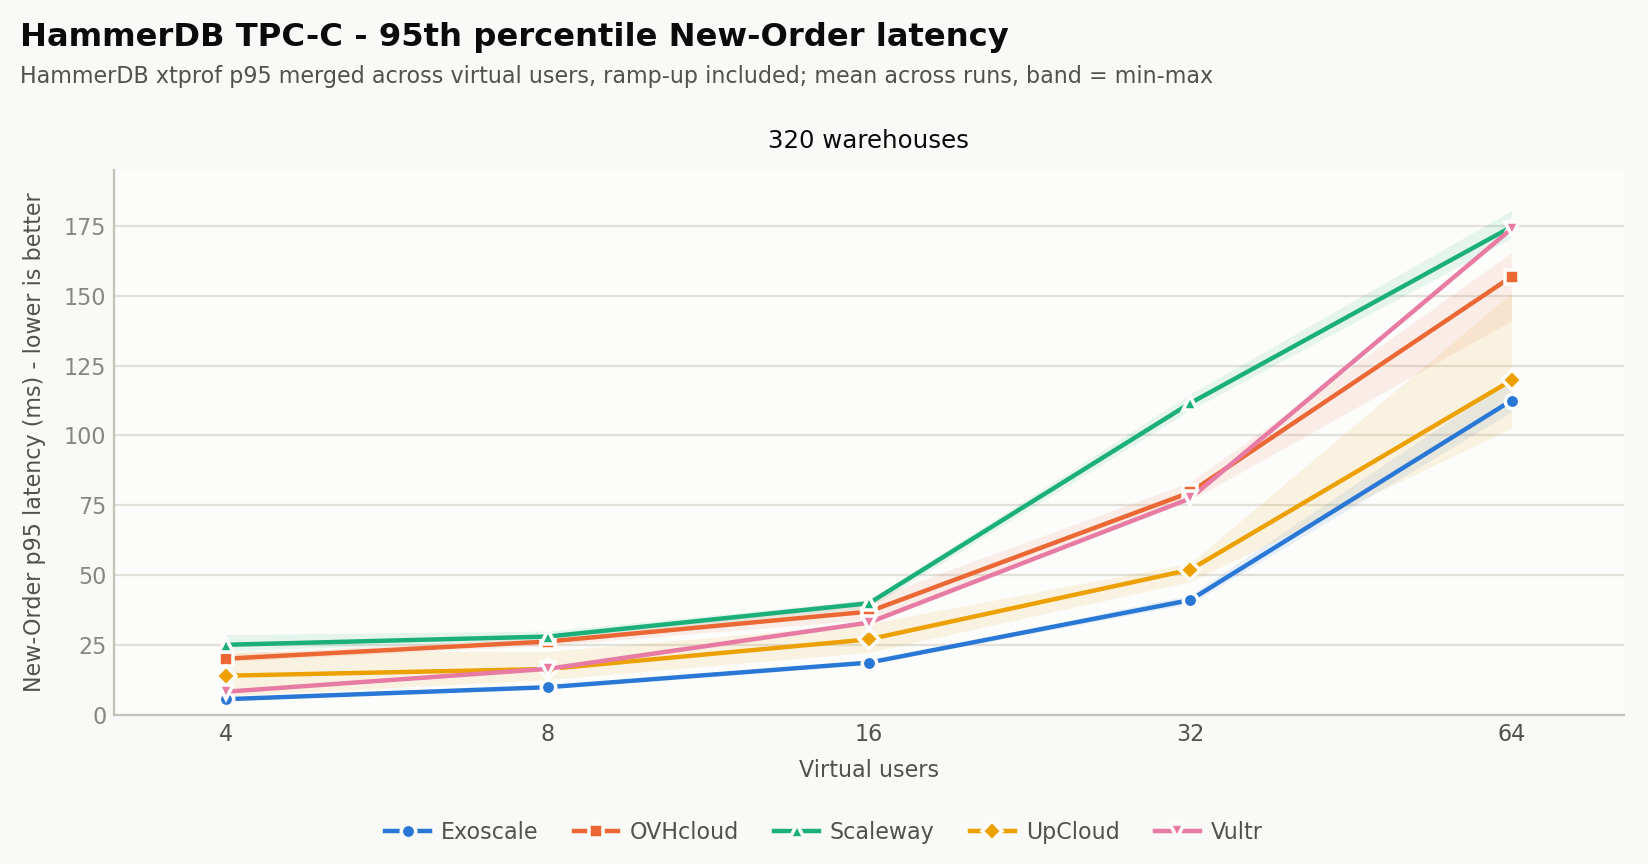 HammerDB TPC-C - 95th percentile New-Order latency
HammerDB xtprof p95 merged across virtual users, ramp-up included; mean across runs, band = min-max
320 warehouses
New-Order p95 latency (ms) - lower is better
175
150
125
100
75
50
25
0
4 8 16 32 64
Virtual users
Exoscale OVHcloud Scaleway UpCloud Vultr